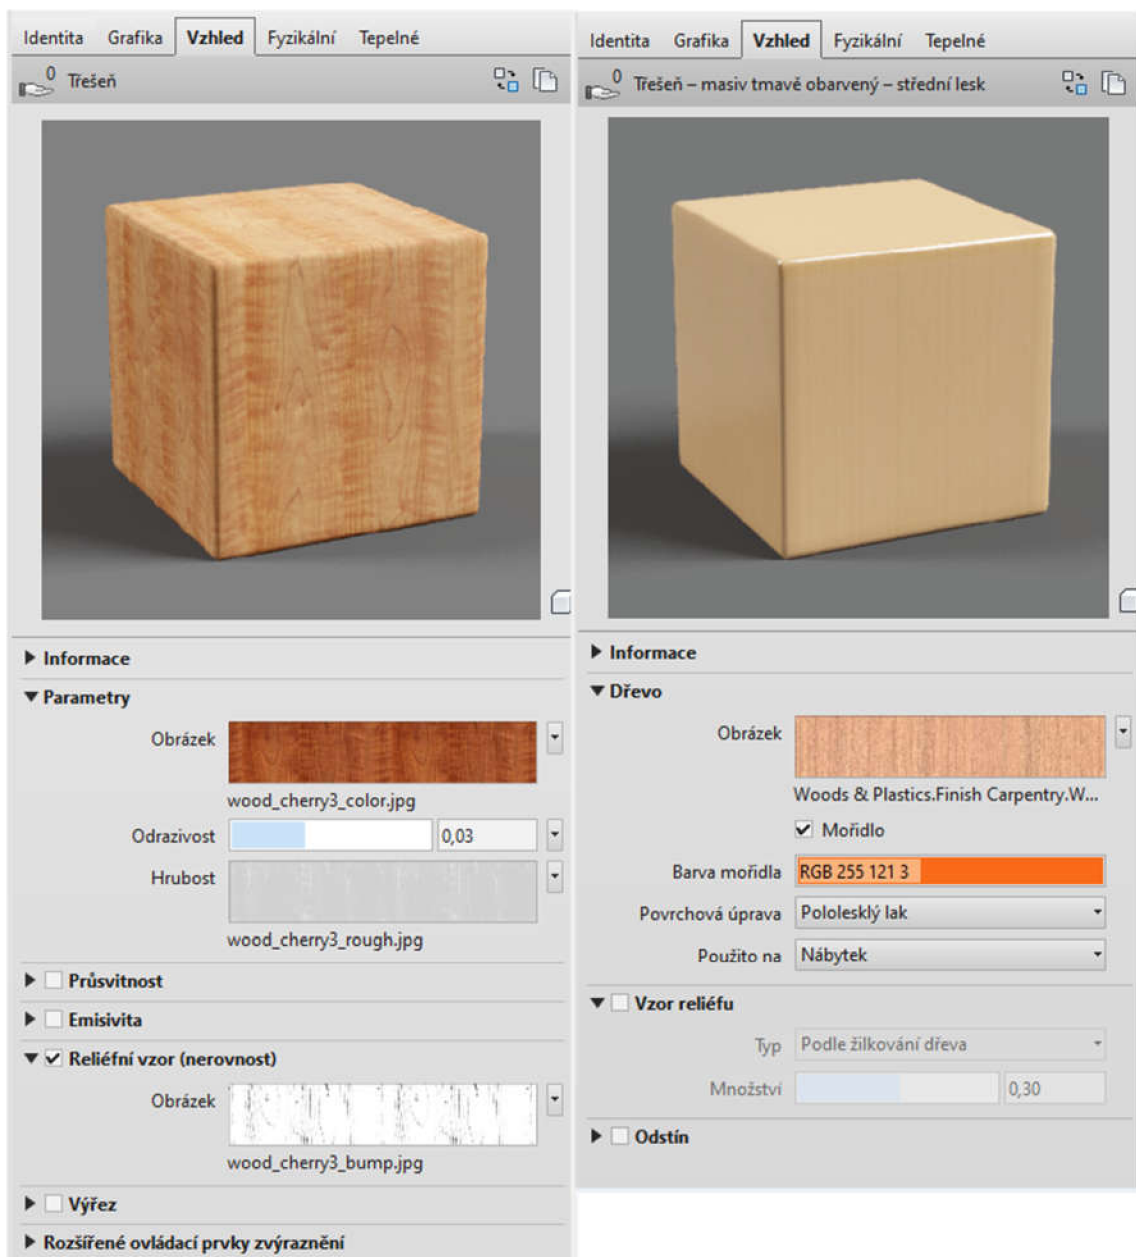 Identita Grafika Vzhled Fyzikální Tepelné
0 Třešeň
Informace
Parametry
Obrázek
wood_cherry3_color.jpg
Odrazivost 0,03
Hrubost
wood_cherry3_rough.jpg
Průsvitnost
Emisivita
Reliéfní vzor (nerovnost)
Obrázek
wood_cherry3_bump.jpg
Výřez
Rozšířené ovládací prvky zvýraznění
Identita Grafika Vzhled Fyzikální Tepelné
0 Třešeň – masiv tmavě obarvený – střední lesk
Informace
Dřevo
Obrázek
Woods & Plastics.Finish Carpentry.W...
Mořidlo
Barva mořidla RGB 255 121 3
Povrchová úprava Pololesklý lak
Použito na Nábytek
Vzor reliéfu
Typ Podle žilkování dřeva
Množství 0,30
Odstín